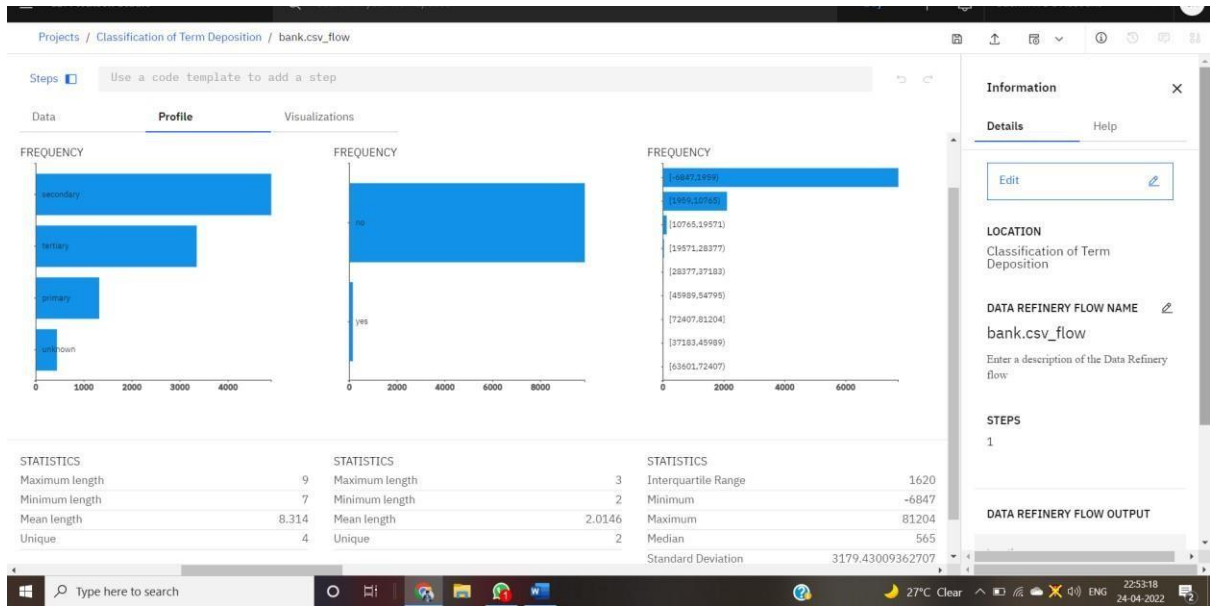 Projects / Classification of Term Deposition / bank.csv_flow
Steps Use a code template to add a step
Data Profile Visualizations
FREQUENCY
secondary
tertiary
primary
unknown
0 1000 2000 3000 4000
FREQUENCY
no
yes
0 2000 4000 6000 8000
FREQUENCY
[-6847,1959)
[1959,10765)
[10765,19571)
[19571,28377)
[28377,37183)
[45989,54795)
[72407,81204]
[37183,45989)
[63601,72407)
0 2000 4000 6000
STATISTICS
Maximum length 9
Minimum length 7
Mean length 8.314
Unique 4
STATISTICS
Maximum length 3
Minimum length 2
Mean length 2.0146
Unique 2
STATISTICS
Interquartile Range 1620
Minimum -6847
Maximum 81204
Median 565
Standard Deviation 3179.43009362707
Information
Details Help
Edit
LOCATION
Classification of Term
Deposition
DATA REFINERY FLOW NAME
bank.csv_flow
Enter a description of the Data Refinery
flow
STEPS
1
DATA REFINERY FLOW OUTPUT
Type here to search
27°C Clear ENG 22:53:18
24-04-2022